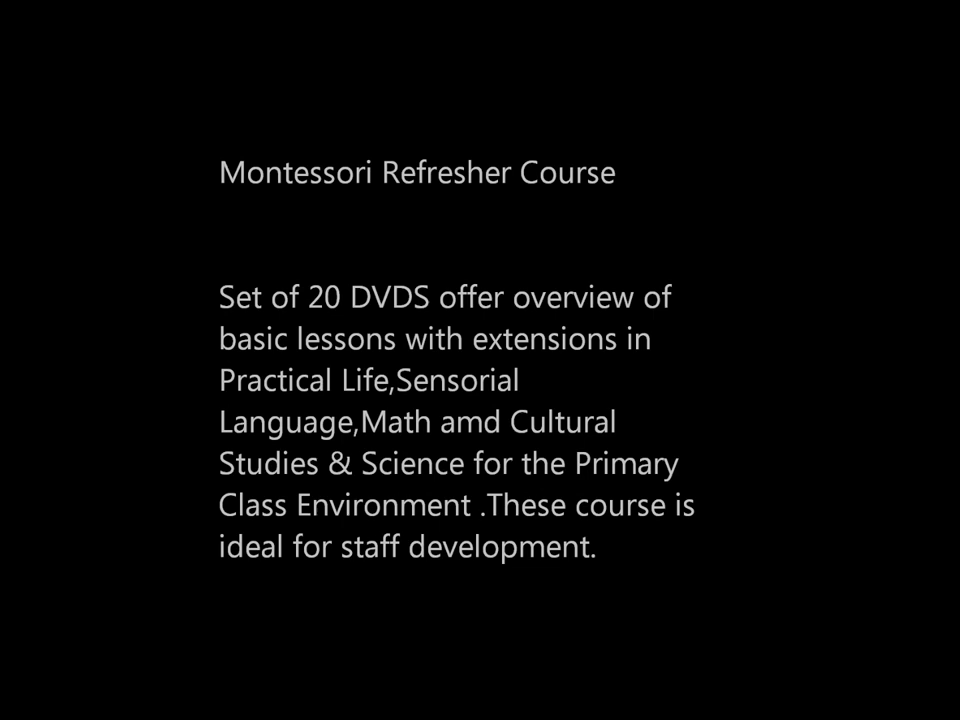 Montessori Refresher Course
Set of 20 DVDS offer overview of
basic lessons with extensions in
Practical Life,Sensorial
Language,Math amd Cultural
Studies & Science for the Primary
Class Environment .These course is
ideal for staff development.